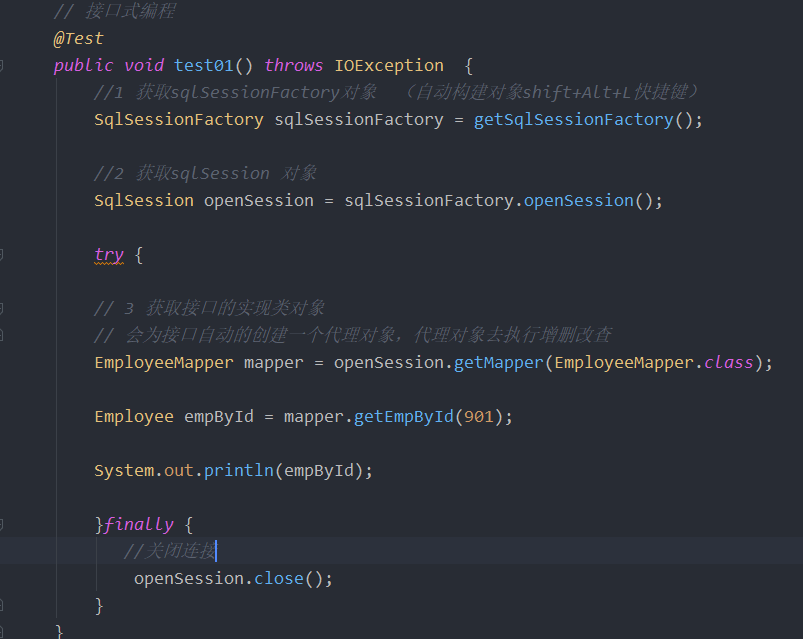 // 接口式编程
@Test
public void test01() throws IOException  {
//1 获取sqlSessionFactory对象  （自动构建对象shift+Alt+L快捷键）
SqlSessionFactory sqlSessionFactory = getSqlSessionFactory();
//2 获取sqlSession 对象
SqlSession openSession = sqlSessionFactory.openSession();
try {
// 3 获取接口的实现类对象
// 会为接口自动的创建一个代理对象，代理对象去执行增删改查
EmployeeMapper mapper = openSession.getMapper(EmployeeMapper.class);
Employee empById = mapper.getEmpById(901);
System.out.println(empById);
}finally {
//关闭连接
openSession.close();
}
}